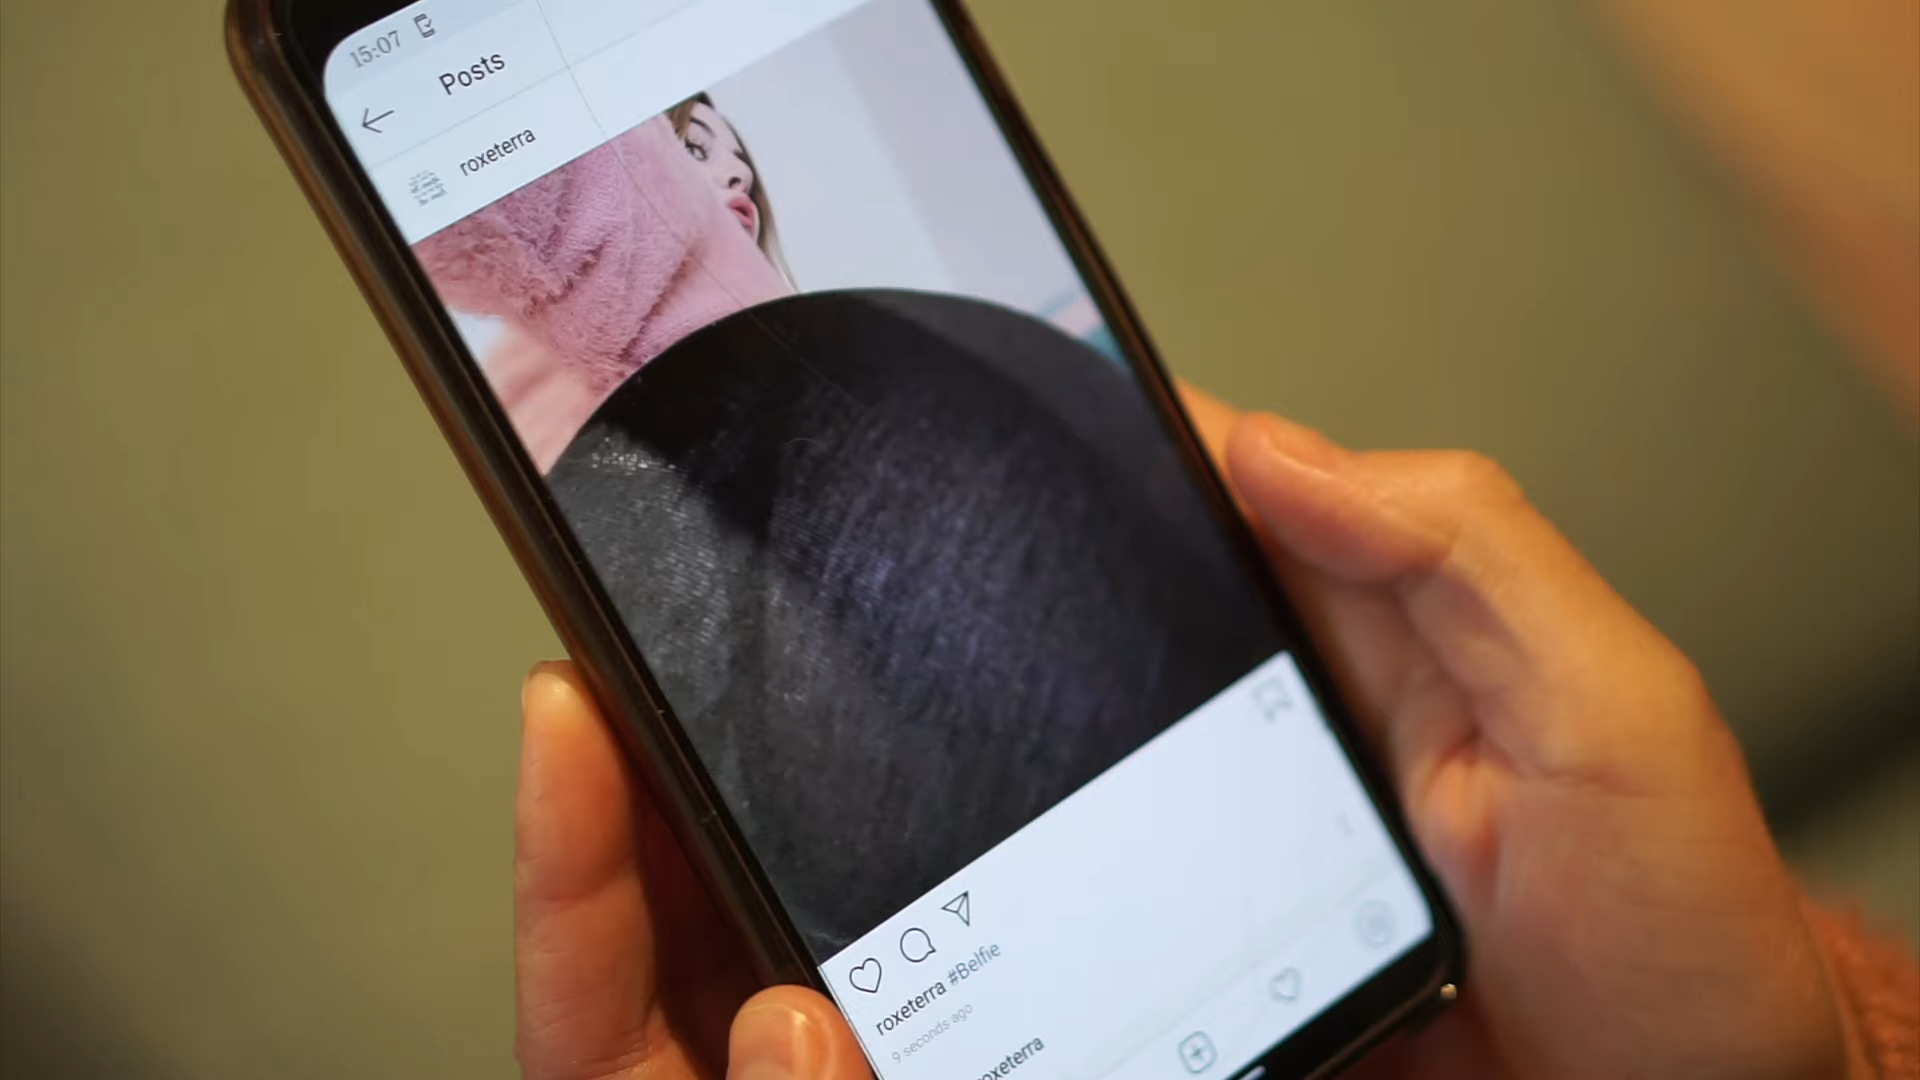 15:07
Posts
roxeterra
roxeterra #Belfie
9 seconds ago
roxeterra